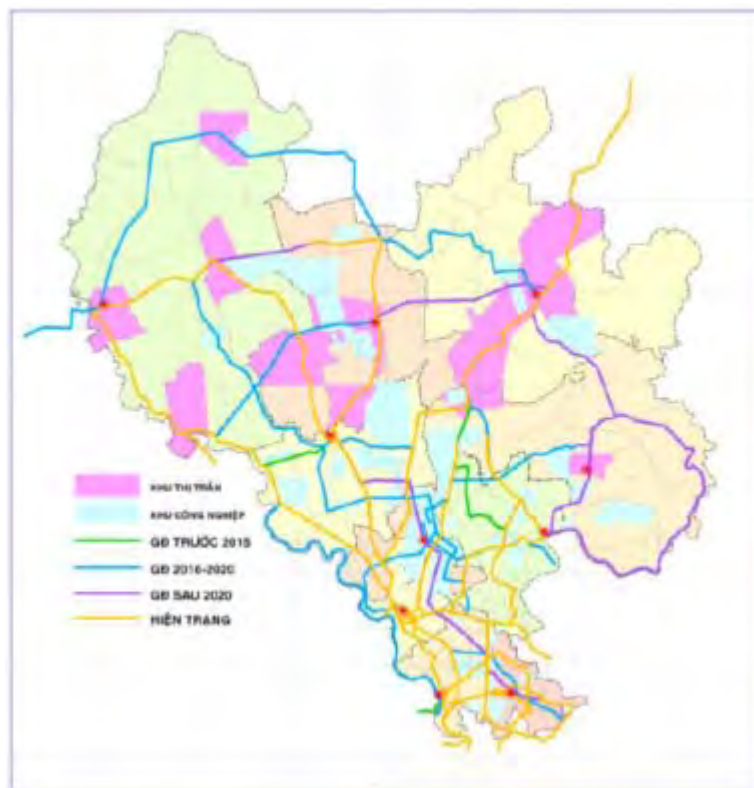 KHU THỊ TRẤN
KHU CÔNG NGHIỆP
GĐ TRƯỚC 2015
GĐ 2016-2020
GĐ SAU 2020
HIỆN TRẠNG